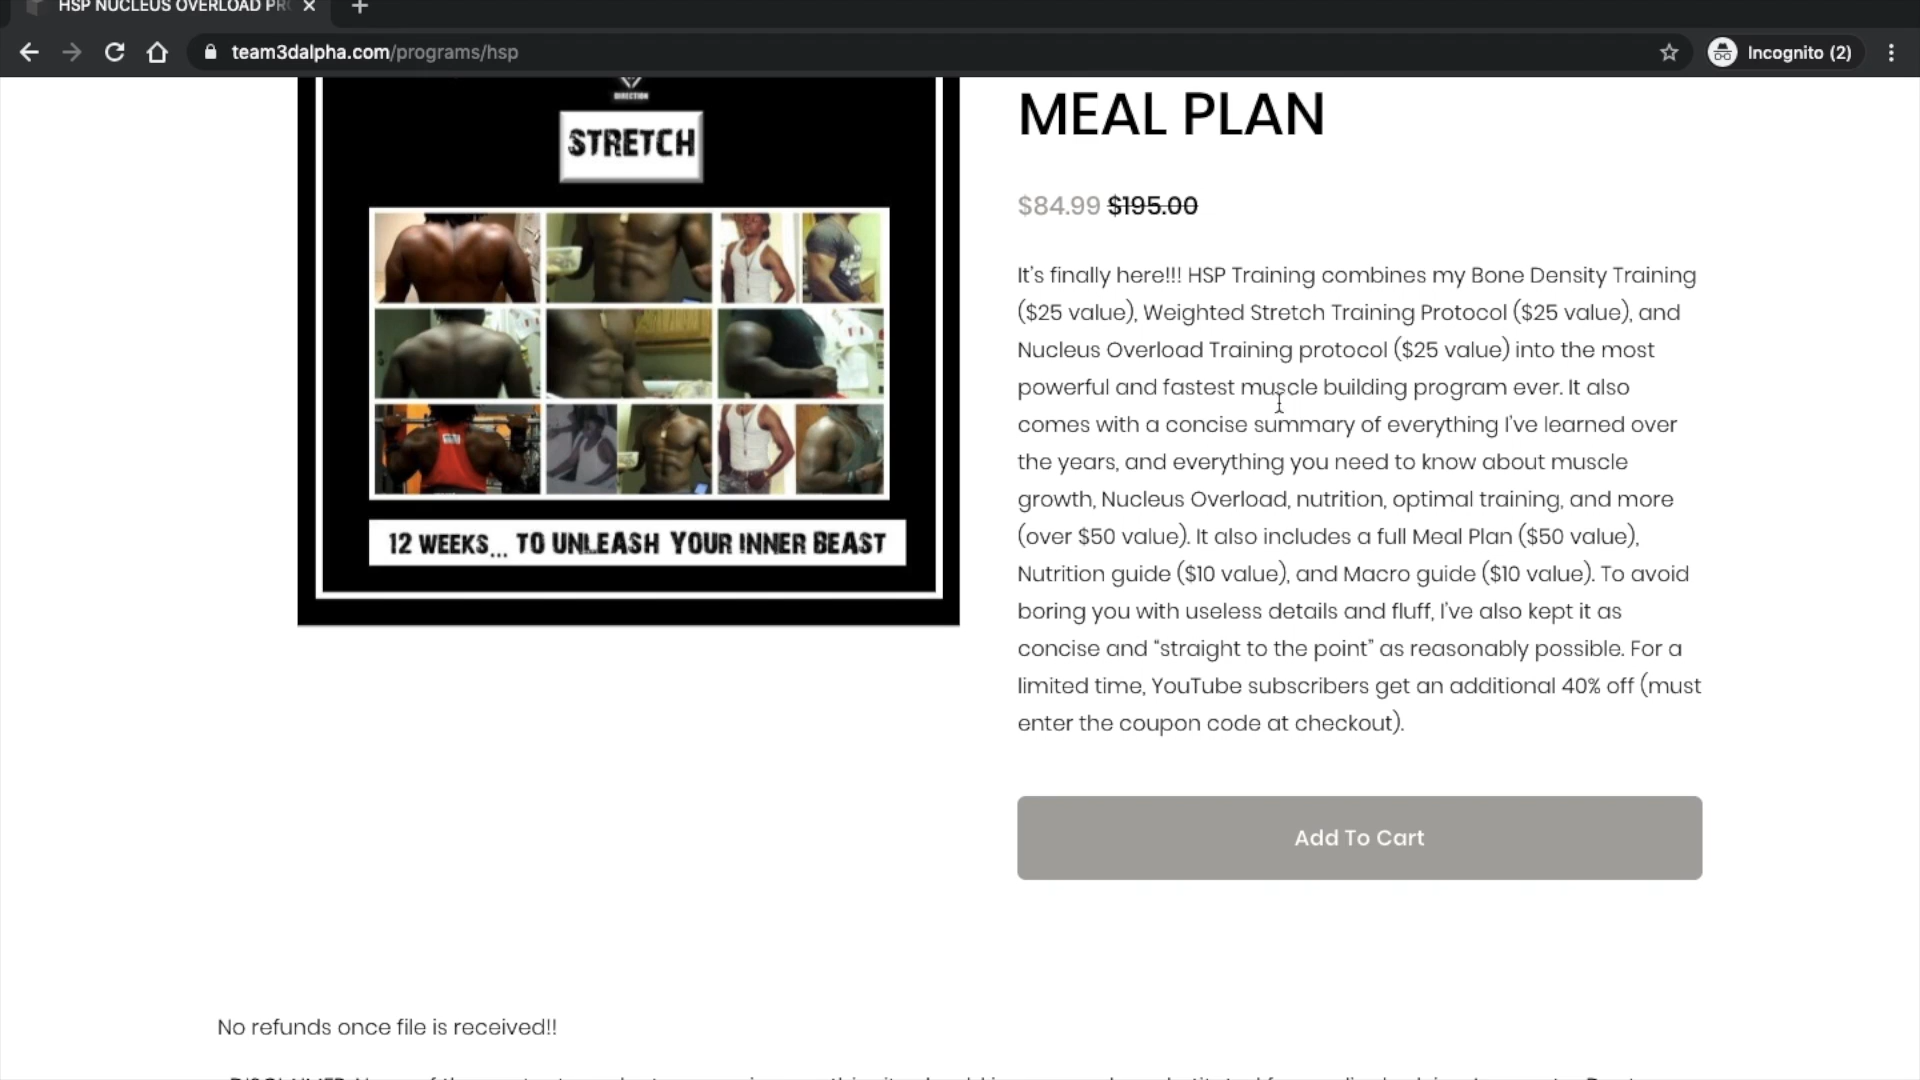 HSP NUCLEUS OVERLOAD PR
team3dalpha.com/programs/hsp
Incognito (2)
DIRECTION
STRETCH
12 WEEKS... TO UNLEASH YOUR INNER BEAST
MEAL PLAN
$84.99 $195.00
It's finally here!!! HSP Training combines my Bone Density Training
($25 value), Weighted Stretch Training Protocol ($25 value), and
Nucleus Overload Training protocol ($25 value) into the most
powerful and fastest muscle building program ever. It also
comes with a concise summary of everything I've learned over
the years, and everything you need to know about muscle
growth, Nucleus Overload, nutrition, optimal training, and more
(over $50 value). It also includes a full Meal Plan ($50 value),
Nutrition guide ($10 value), and Macro guide ($10 value). To avoid
boring you with useless details and fluff, I've also kept it as
concise and “straight to the point” as reasonably possible. For a
limited time, YouTube subscribers get an additional 40% off (must
enter the coupon code at checkout).
Add To Cart
No refunds once file is received!!